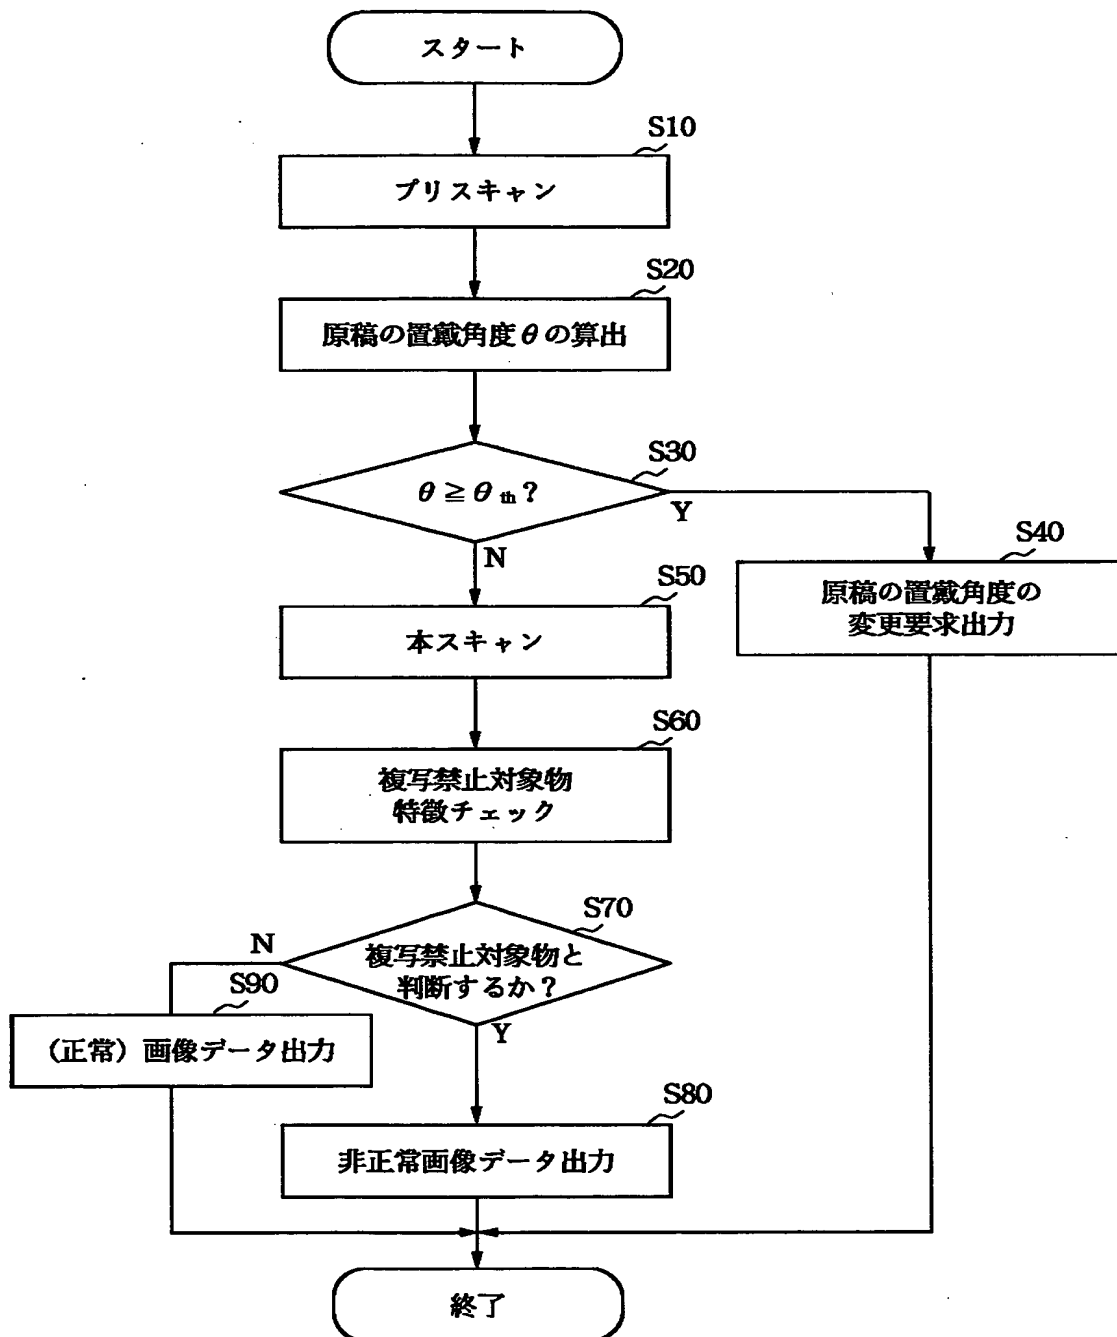 スタート
S10
プリスキャン
S20
原稿の置戴角度θの算出
S30
θ≧θth?
Y
N
S40
原稿の置戴角度の
変更要求出力
S50
本スキャン
S60
複写禁止対象物
特徴チェック
S70
複写禁止対象物と
判断するか?
N
Y
S90
(正常)画像データ出力
S80
非正常画像データ出力
終了